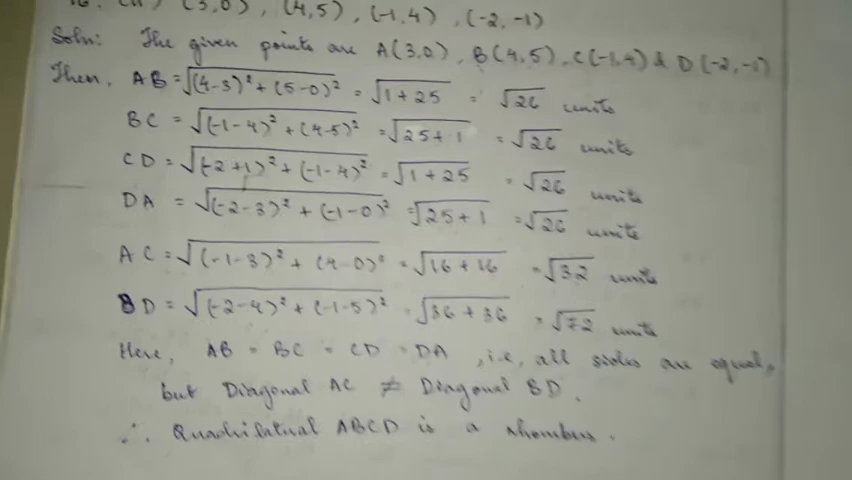 16. (ii) (3,0), (4,5), (-1,4), (-2,-1)
Soln: The given points are A(3,0), B(4,5), C(-1,4) & D(-2,-1)
Then, AB = √(4-3)² + (5-0)² = √1+25 = √26 units
BC = √(-1-4)² + (4-5)² = √25+1 = √26 units
CD = √(-2+1)² + (-1-4)² = √1+25 = √26 units
DA = √(-2-3)² + (-1-0)² = √25+1 = √26 units
AC = √(-1-3)² + (4-0)² = √16+16 = √32 units
BD = √(-2-4)² + (-1-5)² = √36+36 = √72 units
Here, AB = BC = CD = DA, i.e, all sides are equal,
but Diagonal AC ≠ Diagonal BD.
∴ Quadrilatual ABCD is a rhombus.